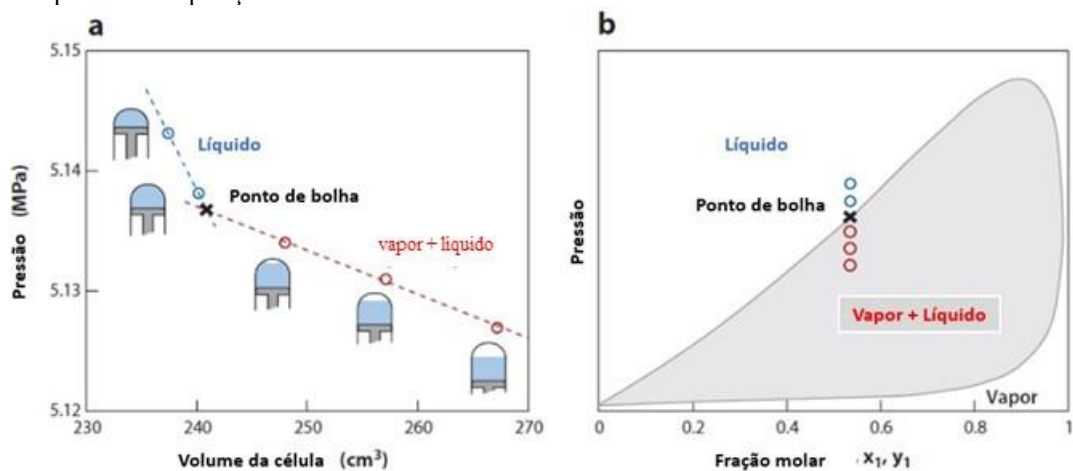 a
5.15
5.14
5.13
5.12
Pressão (MPa)
Líquido
Ponto de bolha
vapor + liquido
230
240
250
260
270
Volume da célula (cm³)
b
Pressão
Líquido
Ponto de bolha
Vapor + Líquido
Vapor
0
0.2
0.4
0.6
0.8
1
Fração molar x₁, y₁